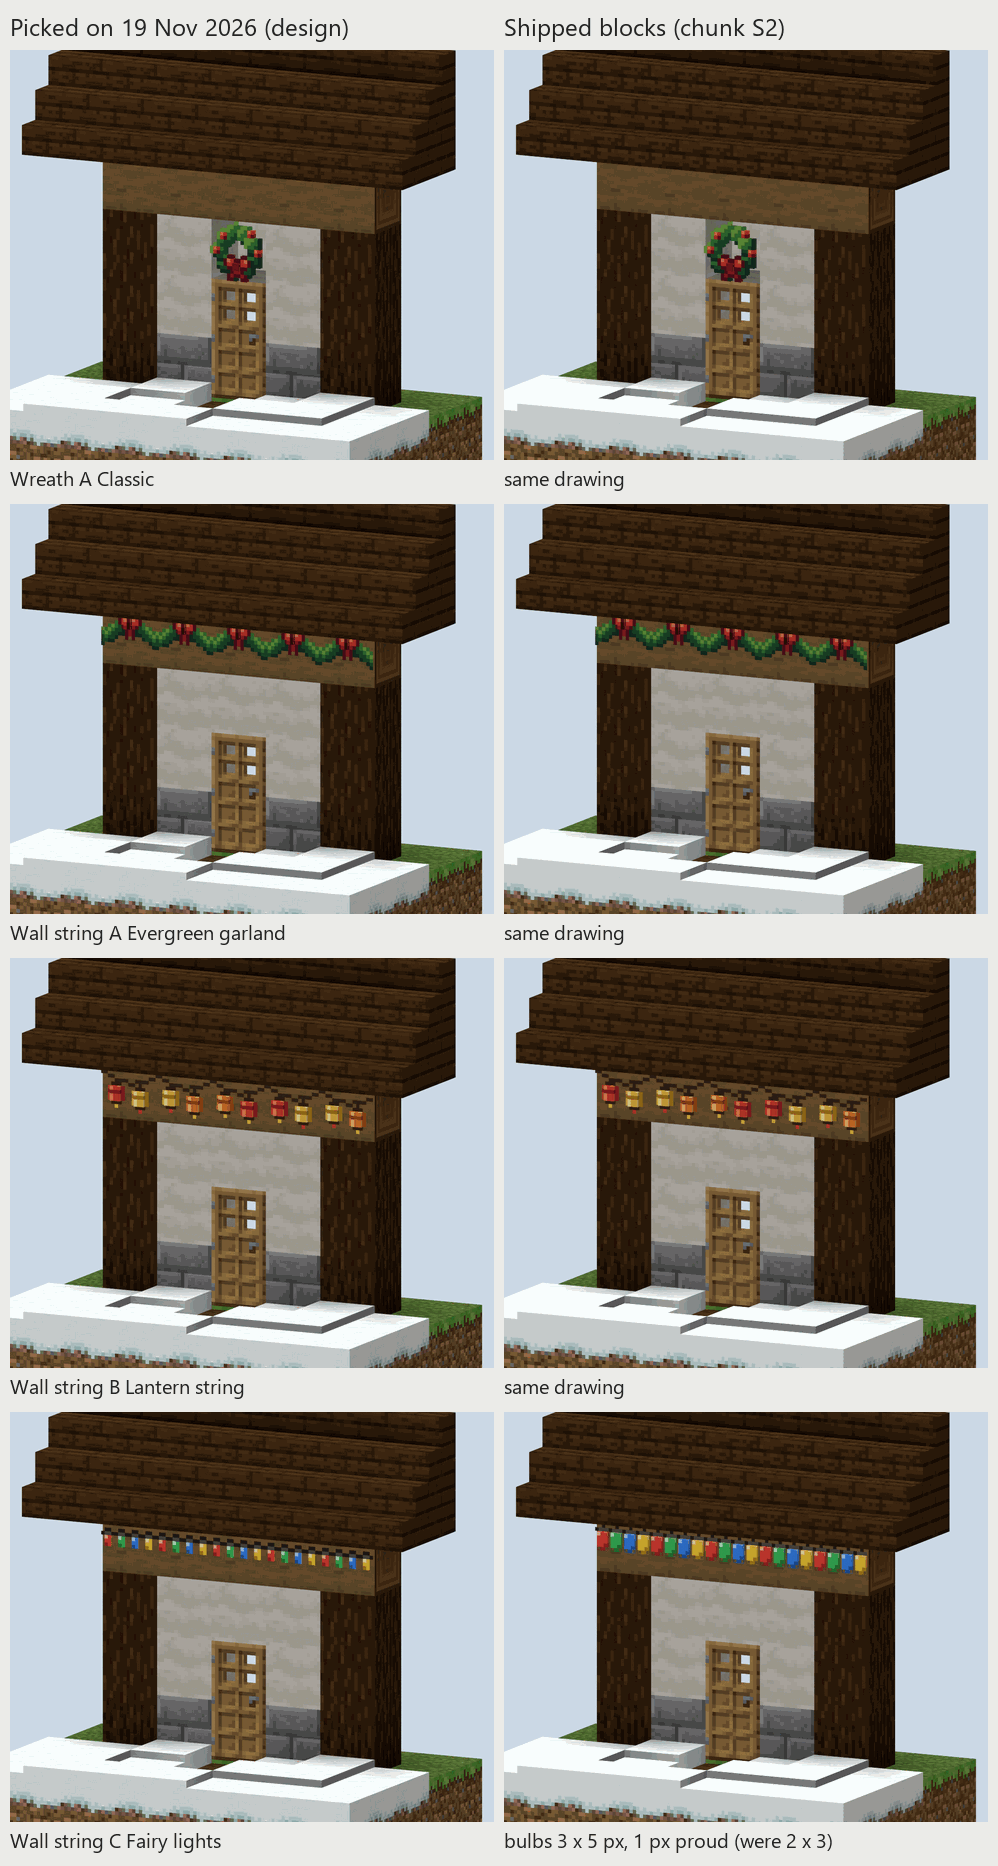 Picked on 19 Nov 2026 (design)
Shipped blocks (chunk S2)
Wreath A Classic
same drawing
Wall string A Evergreen garland
same drawing
Wall string B Lantern string
same drawing
Wall string C Fairy lights
bulbs 3 x 5 px, 1 px proud (were 2 x 3)